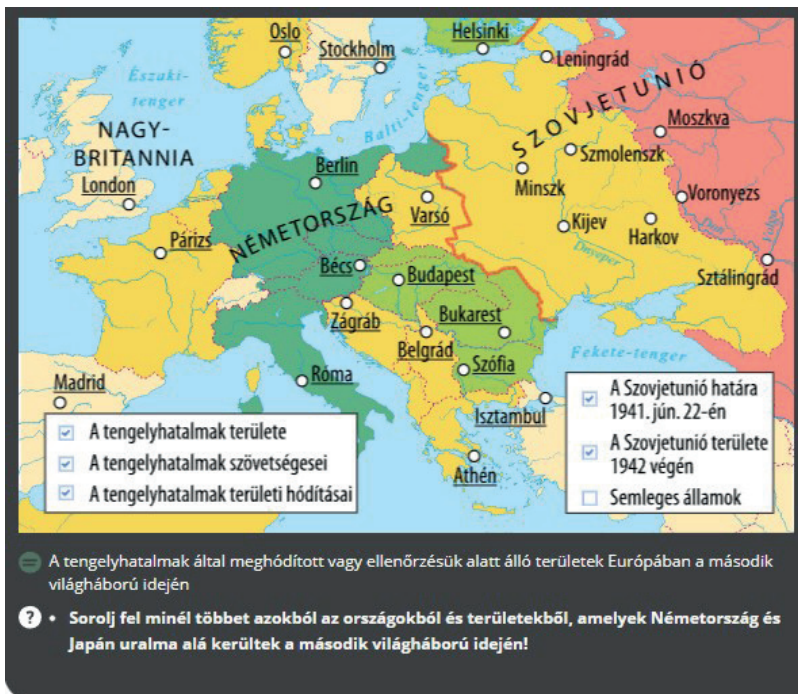 Oslo
Stockholm
Helsinki
Leningrád
Északi-
tenger
Balti-tenger
SZOVJETUNIÓ
Moszkva
NAGY-
BRITANNIA
London
Berlin
Szmolenszk
Minszk
Voronyezs
NÉMETORSZÁG
Varsó
Kijev
Harkov
Don
Volga
Párizs
Dnyeper
Bécs
Budapest
Sztálingrád
Zágráb
Bukarest
Belgrád
Fekete-tenger
Szófia
Madrid
Róma
Isztambul
Athén
A tengelyhatalmak területe
A tengelyhatalmak szövetségesei
A tengelyhatalmak területi hódításai
A Szovjetunió határa
1941. jún. 22-én
A Szovjetunió területe
1942 végén
Semleges államok
A tengelyhatalmak által meghódított vagy ellenőrzésük alatt álló területek Európában a második
világháború idején
? • Sorolj fel minél többet azokból az országokból és területekből, amelyek Németország és
Japán uralma alá kerültek a második világháború idején!